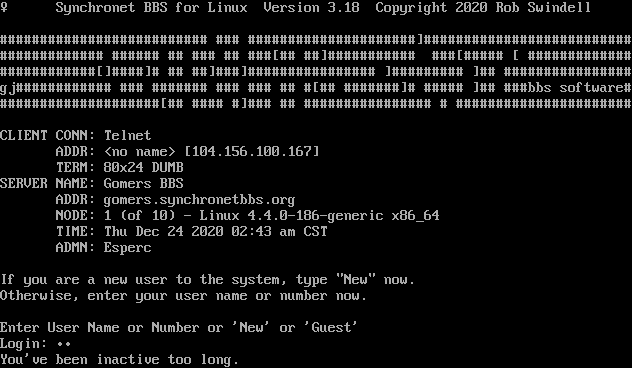 ♀      Synchronet BBS for Linux  Version 3.18  Copyright 2020 Rob Swindell
########################## ### #####################]##########################
############# ###### ## ### ## ###[## ##]###########  ###[##### [ #############
############[]####]# ## ##]###]################ ]######### ]## ################
gj############ ### ####### ### ### ## #[## #######]# ##### ]## ###bbs software#
####################[## #### #]### ## ################ # ######################
CLIENT CONN: Telnet
       ADDR: <no name> [104.156.100.167]
       TERM: 80x24 DUMB
SERVER NAME: Gomers BBS
       ADDR: gomers.synchronetbbs.org
       NODE: 1 (of 10) - Linux 4.4.0-186-generic x86_64
       TIME: Thu Dec 24 2020 02:43 am CST
       ADMN: Esperc
If you are a new user to the system, type "New" now.
Otherwise, enter your user name or number now.
Enter User Name or Number or 'New' or 'Guest'
Login: ••
You've been inactive too long.